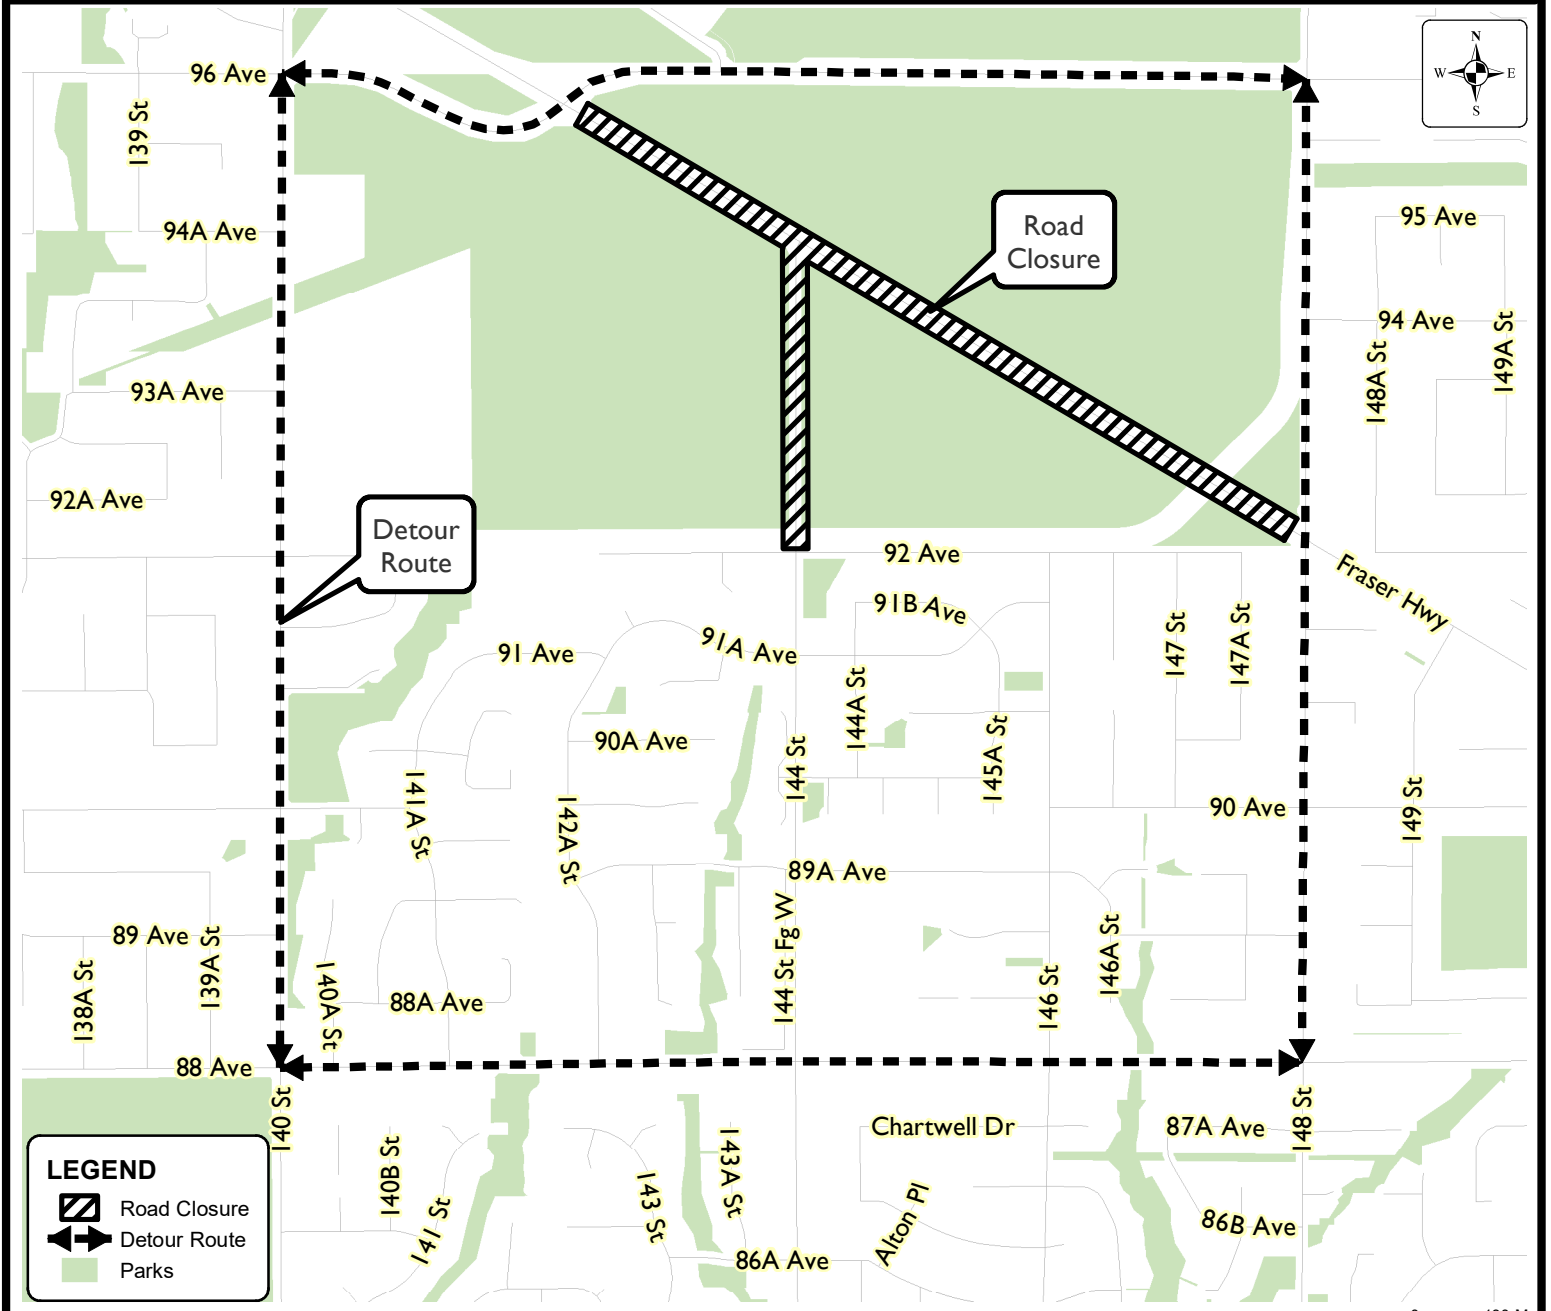 N
W E
S
96 Ave
139 St
94A Ave
95 Ave
Road
Closure
94 Ave
149A St
148A St
93A Ave
92A Ave
Detour
Route
92 Ave
Fraser Hwy
91B Ave
147 St
147A St
91 Ave
91A Ave
144A St
90A Ave
144 St
145A St
141A St
142A St
90 Ave
149 St
89A Ave
144 St Fg W
89 Ave
139A St
138A St
140A St
88A Ave
146 St
146A St
88 Ave
140 St
148 St
Chartwell Dr
87A Ave
140B St
141 St
143 St
143A St
Alton Pl
86B Ave
86A Ave
LEGEND
Road Closure
Detour Route
Parks